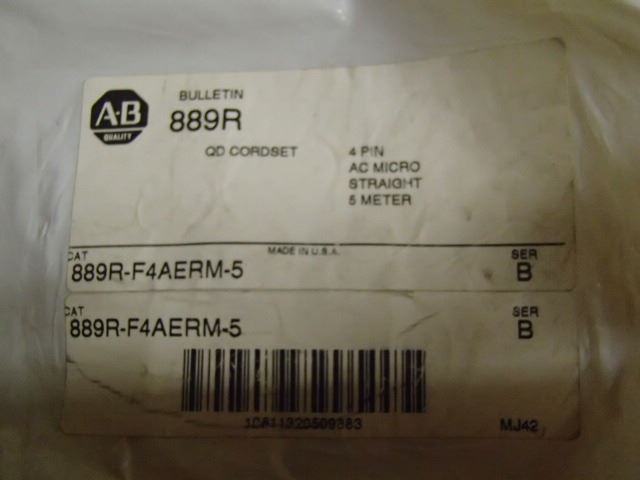 A-B
QUALITY
BULLETIN
889R
QD CORDSET
4 PIN
AC MICRO
STRAIGHT
5 METER
MADE IN U.S.A.
CAT
889R-F4AERM-5
SER
B
CAT
889R-F4AERM-5
SER
B
MJ42